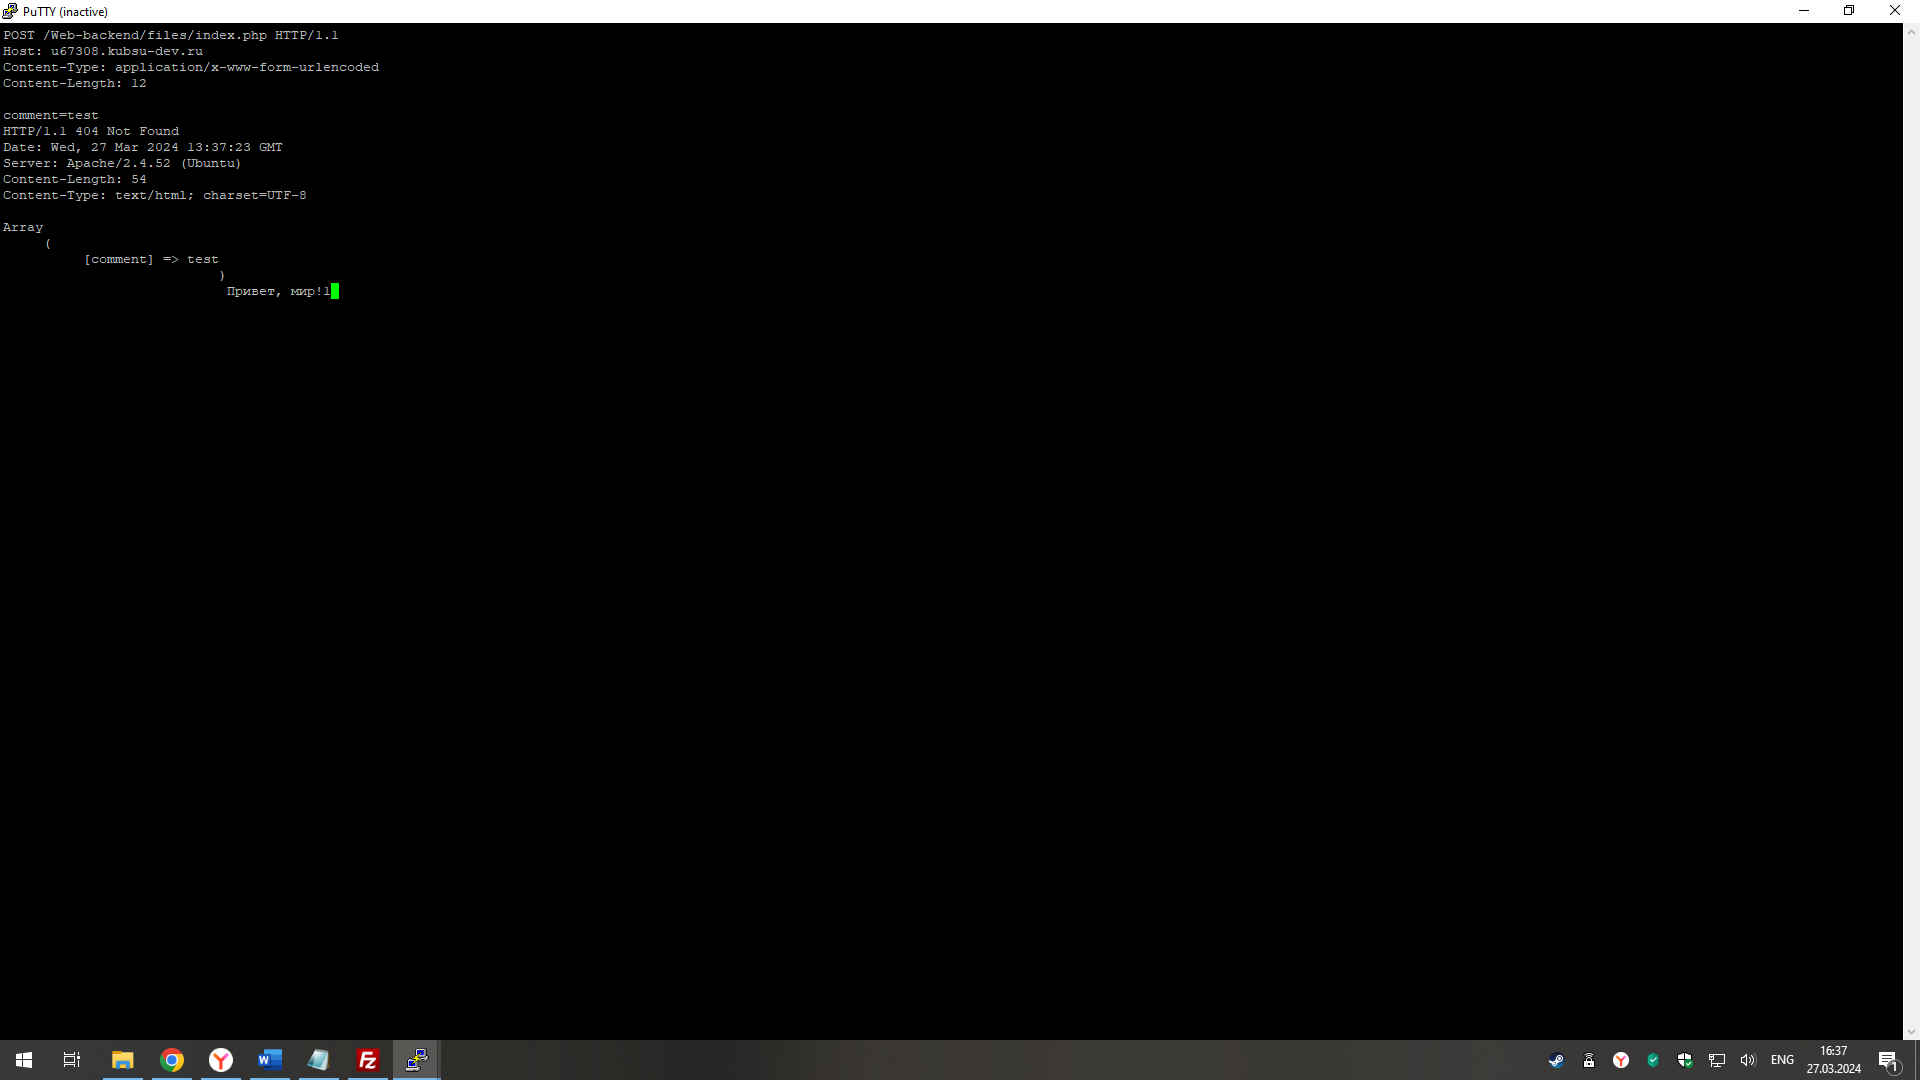 PuTTY (inactive)
POST /Web-backend/files/index.php HTTP/1.1
Host: u67308.kubsu-dev.ru
Content-Type: application/x-www-form-urlencoded
Content-Length: 12

comment=test
HTTP/1.1 404 Not Found
Date: Wed, 27 Mar 2024 13:37:23 GMT
Server: Apache/2.4.52 (Ubuntu)
Content-Length: 54
Content-Type: text/html; charset=UTF-8

Array
(
[comment] => test
)
Привет, мир!1
ENG
16:37
27.03.2024
1